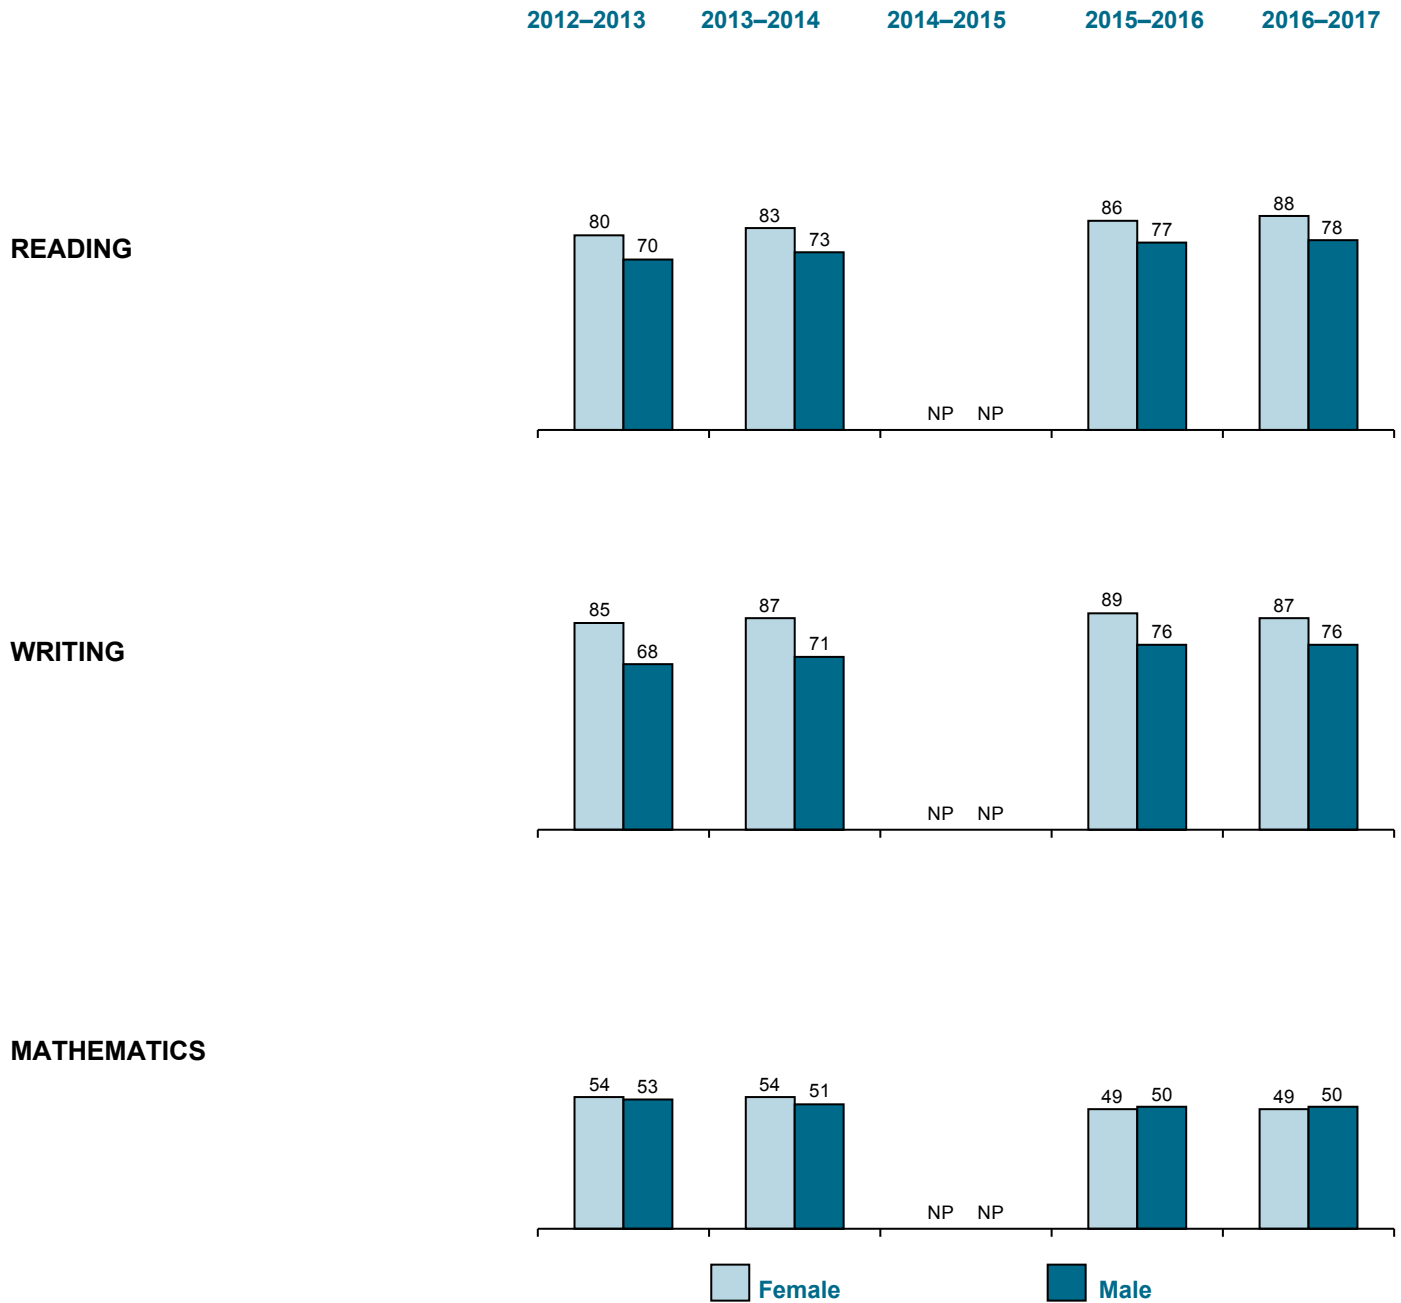 2012–2013 2013–2014 2014–2015 2015–2016 2016–2017
READING
80 70 83 73 NP NP 86 77 88 78
WRITING
85 68 87 71 NP NP 89 76 87 76
MATHEMATICS
54 53 54 51 NP NP 49 50 49 50
Female Male